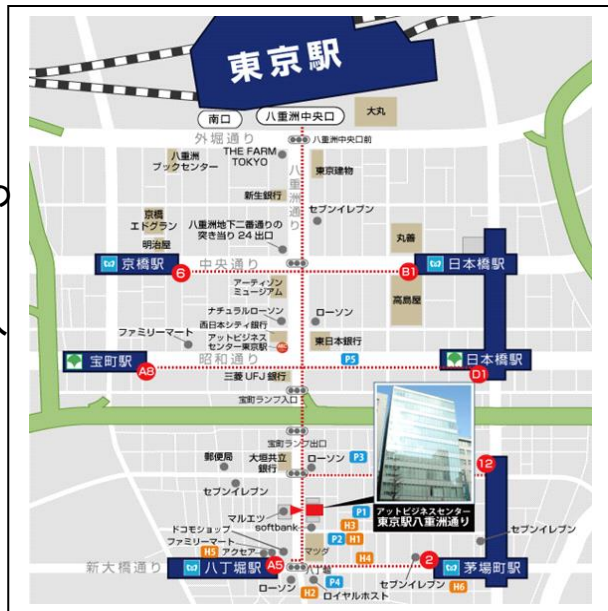 東京駅
南口
八重洲中央口
大丸
外堀通り
八重洲中央口前
八重洲
ブックセンター
THE FARM
TOKYO
八重洲通り
東京建物
新生銀行
京橋
エドグラン
セブンイレブン
明治屋
八重洲地下二番通りの
突き当り 24 出口
丸善
京橋駅
6
中央通り
B1
日本橋駅
アーティゾン
ミュージアム
高島屋
ナチュラルローソン
ローソン
西日本シティ銀行
ファミリーマート
アットビジネス
センター東京駅
東日本銀行
昭和通り
P5
宝町駅
A8
日本橋駅
D1
三菱UFJ銀行
宝町ランプ入口
宝町ランプ出口
郵便局
大垣共立
銀行
ローソン
P3
12
セブンイレブン
アットビジネスセンター
東京駅八重洲通り
マルエツ
P1
softbank
H3
ドコモショップ
P2
H1
セブンイレブン
ファミリーマート
マツダ
H5
アクセア
H4
新大橋通り
八丁堀駅
A5
八丁堀
2
茅場町駅
ローソン
H2
P4
ロイヤルホスト
セブンイレブン
H6